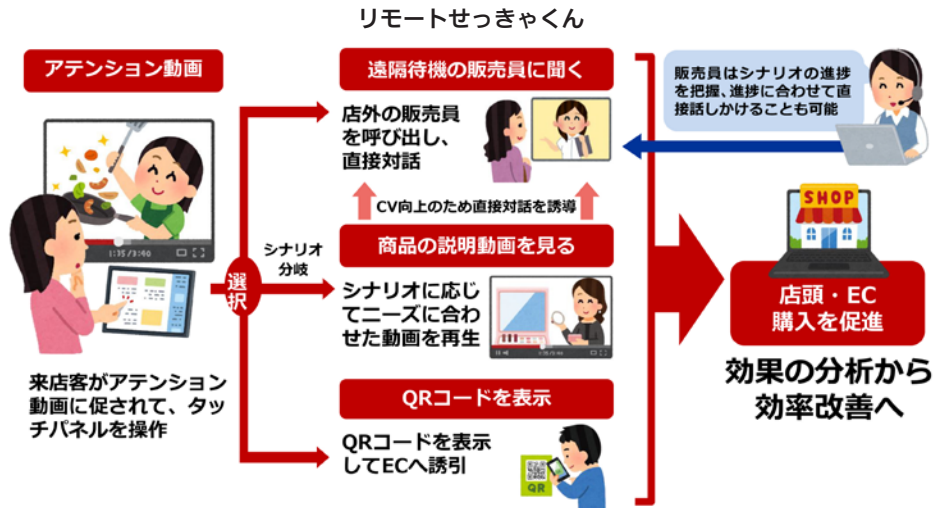 リモートせっきゃくん
アテンション動画
1:35/3:00
来店客がアテンション
動画に促されて、タッ
チパネルを操作
選
択
シナリオ
分岐
遠隔待機の販売員に聞く
店外の販売員
を呼び出し、
直接対話
CV向上のため直接対話を誘導
商品の説明動画を見る
シナリオに応じ
てニーズに合わ
せた動画を再生
QRコードを表示
QRコードを表示
してECへ誘引
QR
販売員はシナリオの進捗
を把握、進捗に合わせて直
接話しかけることも可能
SHOP
店頭・EC
購入を促進
効果の分析から
効率改善へ